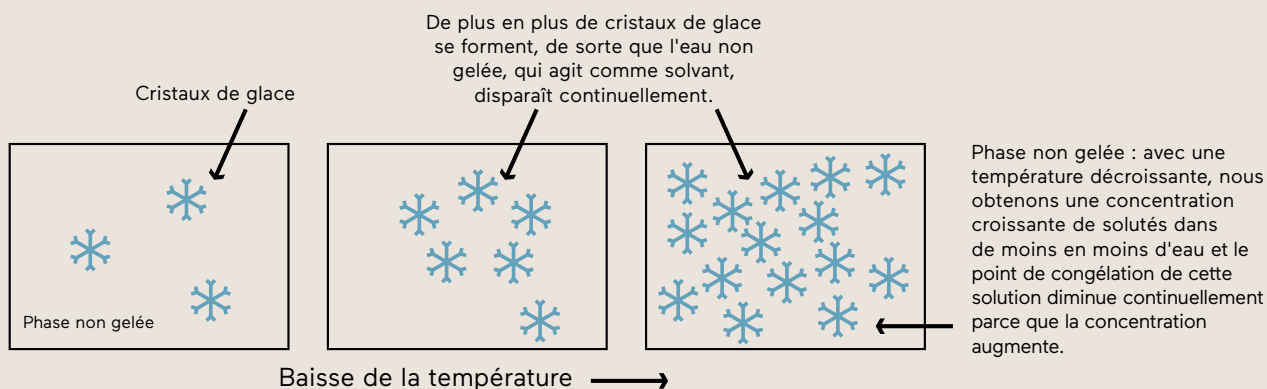 De plus en plus de cristaux de glace
se forment, de sorte que l'eau non
gelée, qui agit comme solvant,
disparaît continuellement.
Cristaux de glace
Phase non gelée
Phase non gelée : avec une
température décroissante, nous
obtenons une concentration
croissante de solutés dans
de moins en moins d'eau et le
point de congélation de cette
solution diminue continuellement
parce que la concentration
augmente.
Baisse de la température